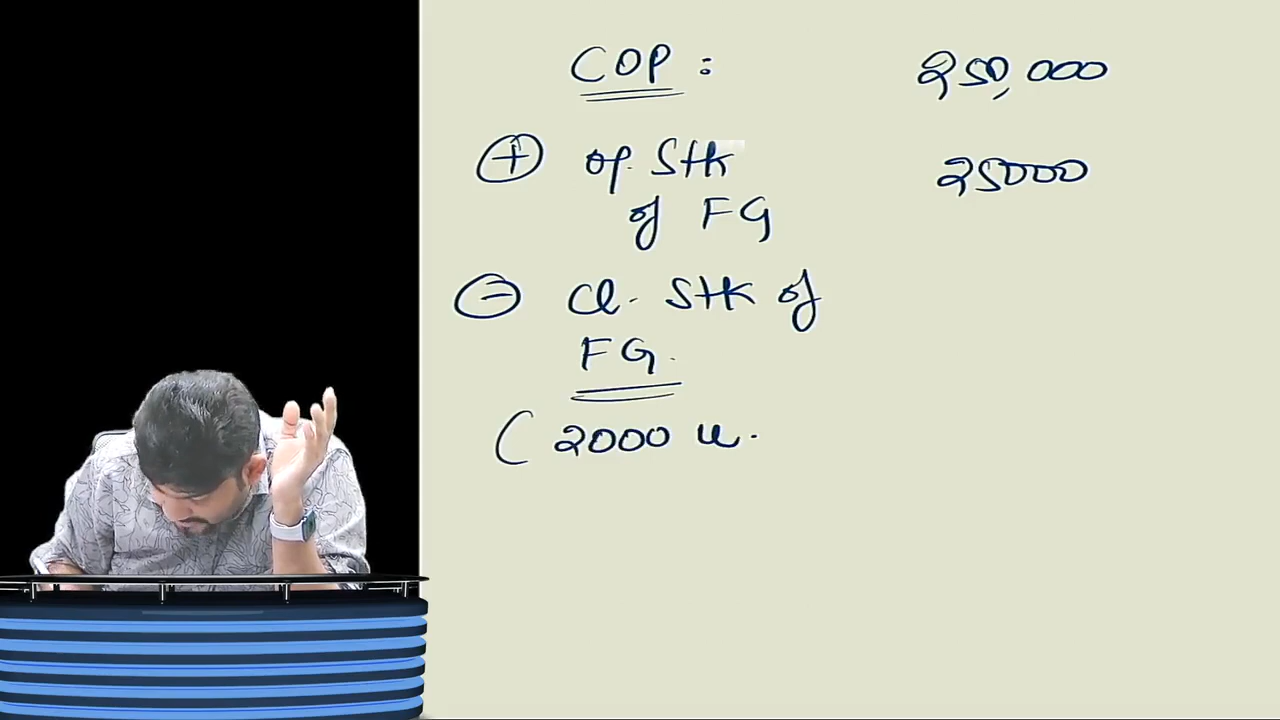 COP : 250,000
⊕ op. Stk 25000
of FG
⊖ Cl. Stk of
FG.
( 2000 u.